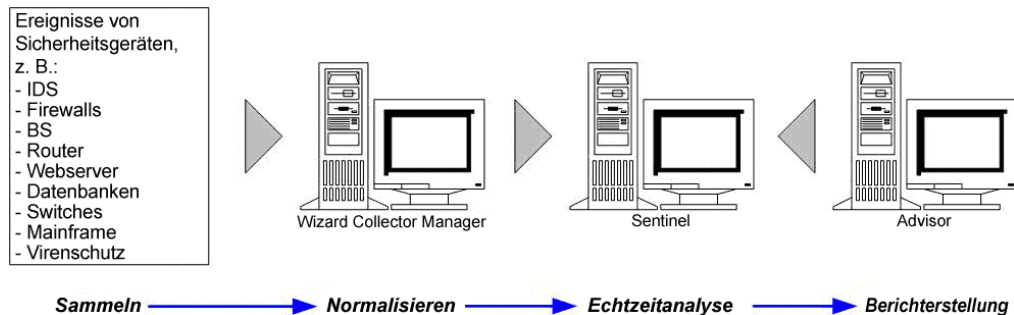 Ereignisse von
Sicherheitsgeräten,
z. B.:
- IDS
- Firewalls
- BS
- Router
- Webserver
- Datenbanken
- Switches
- Mainframe
- Virenschutz
Wizard Collector Manager
Sentinel
Advisor
Sammeln
Normalisieren
Echtzeitanalyse
Berichterstellung